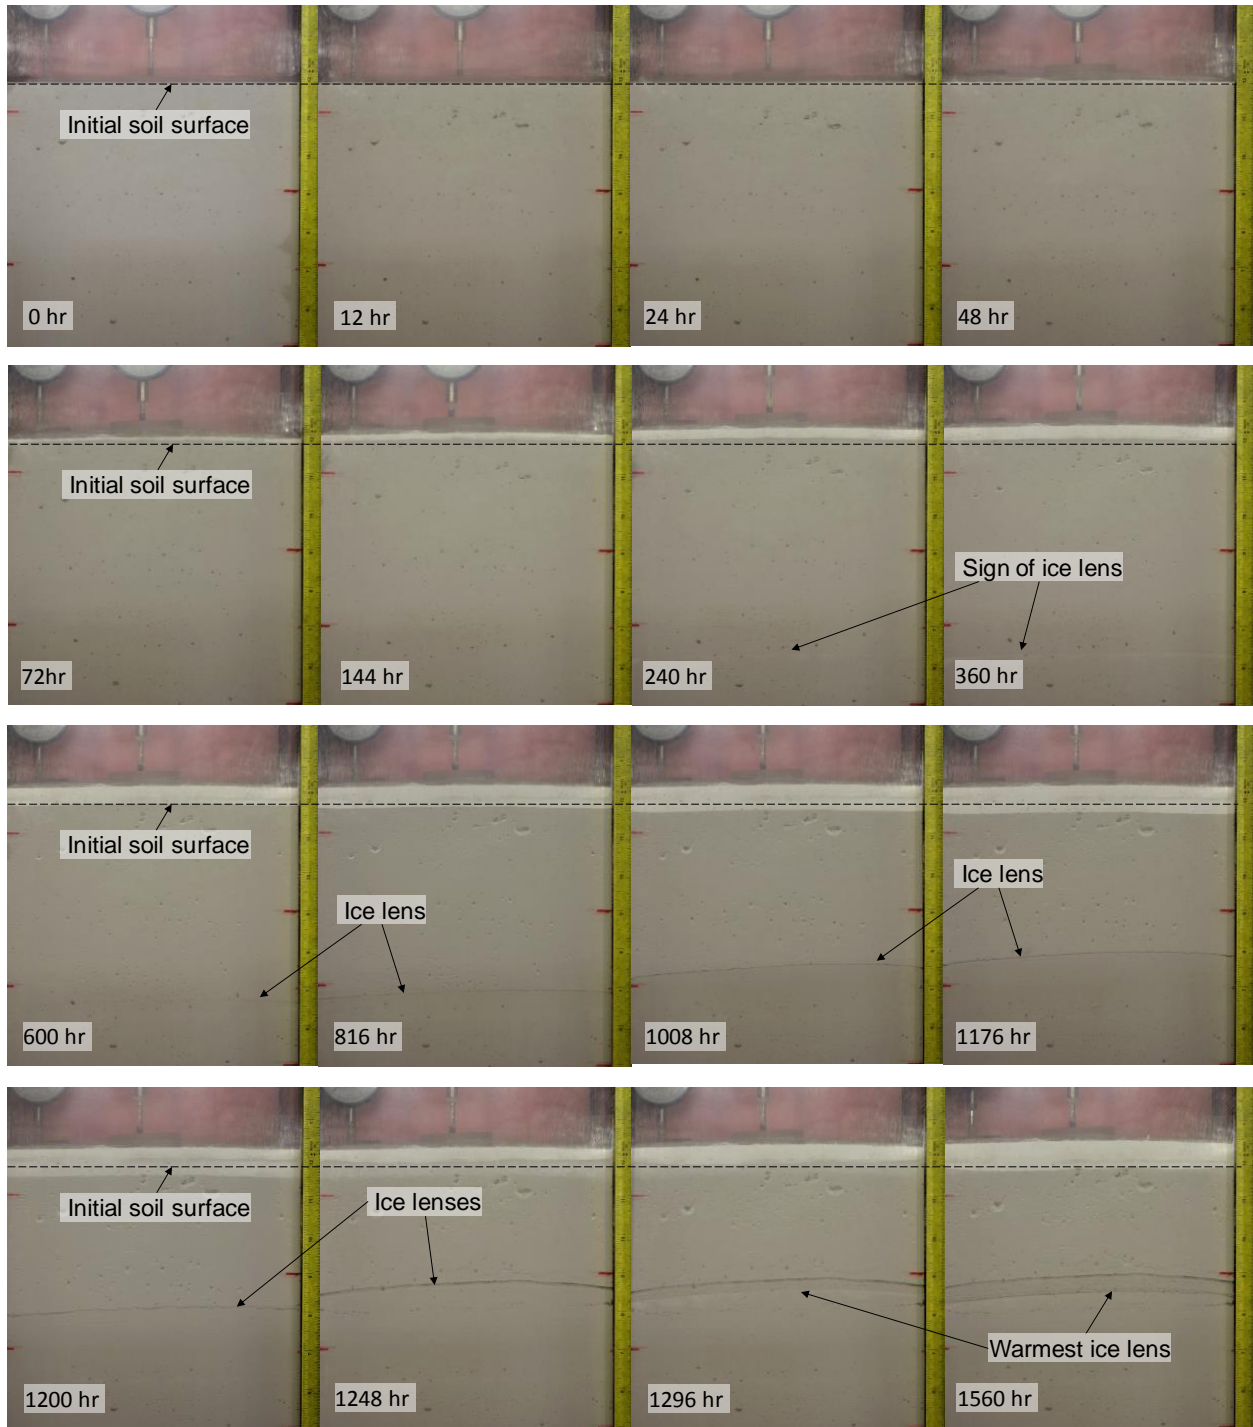 Initial soil surface
0 hr
12 hr
24 hr
48 hr
Initial soil surface
Sign of ice lens
72hr
144 hr
240 hr
360 hr
Initial soil surface
Ice lens
Ice lens
600 hr
816 hr
1008 hr
1176 hr
Initial soil surface
Ice lenses
Warmest ice lens
1200 hr
1248 hr
1296 hr
1560 hr